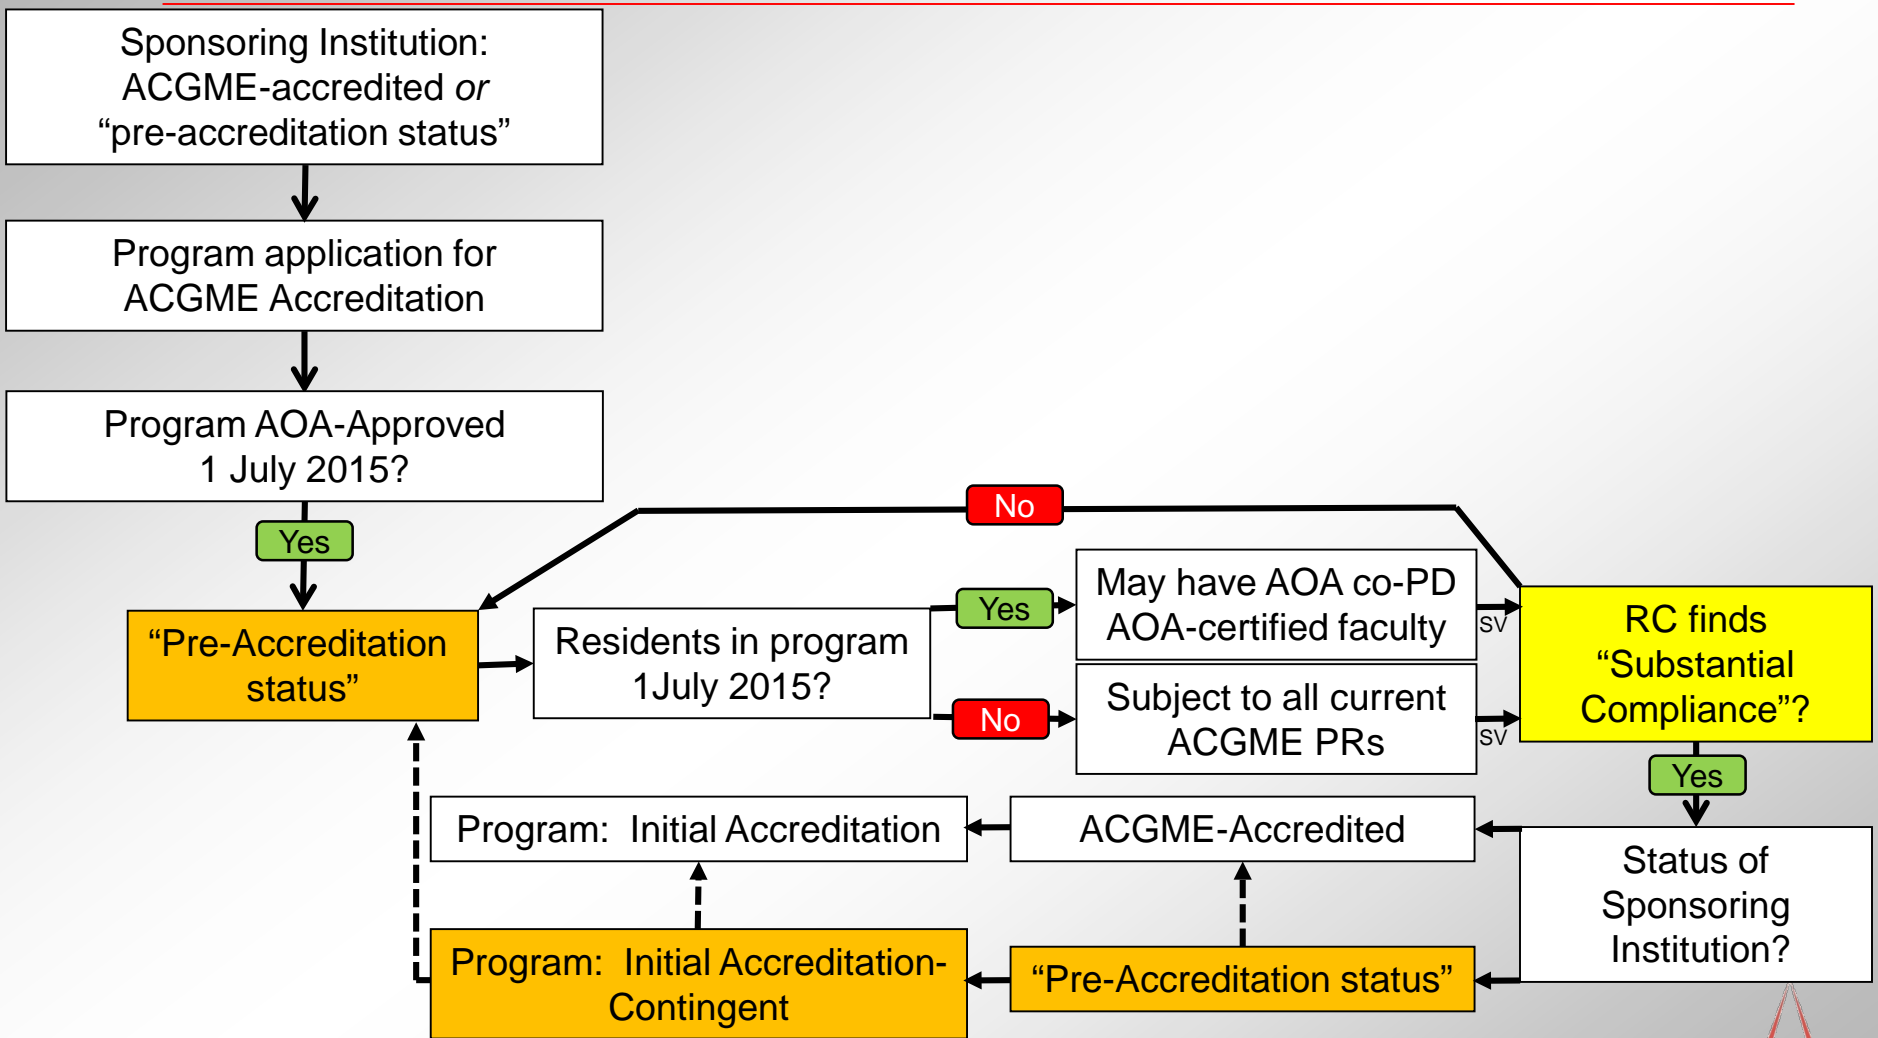 Sponsoring Institution:
ACGME-accredited or
“pre-accreditation status”
Program application for
ACGME Accreditation
Program AOA-Approved
1 July 2015?
Yes
No
“Pre-Accreditation
status”
Residents in program
1July 2015?
Yes
May have AOA co-PD
AOA-certified faculty
SV
No
Subject to all current
ACGME PRs
SV
RC finds
“Substantial
Compliance”?
Yes
Status of
Sponsoring
Institution?
ACGME-Accredited
Program:  Initial Accreditation
“Pre-Accreditation status”
Program:  Initial Accreditation-
Contingent